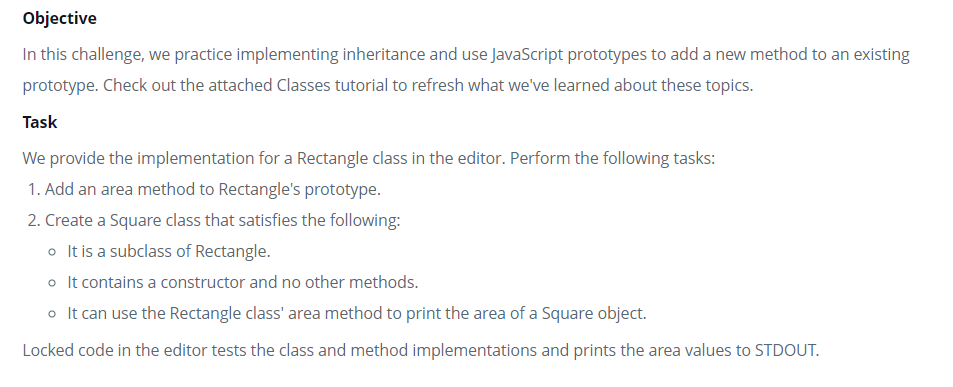 Objective
In this challenge, we practice implementing inheritance and use JavaScript prototypes to add a new method to an existing
prototype. Check out the attached Classes tutorial to refresh what we've learned about these topics.
Task
We provide the implementation for a Rectangle class in the editor. Perform the following tasks:
1. Add an area method to Rectangle's prototype.
2. Create a Square class that satisfies the following:
○ It is a subclass of Rectangle.
○ It contains a constructor and no other methods.
○ It can use the Rectangle class' area method to print the area of a Square object.
Locked code in the editor tests the class and method implementations and prints the area values to STDOUT.